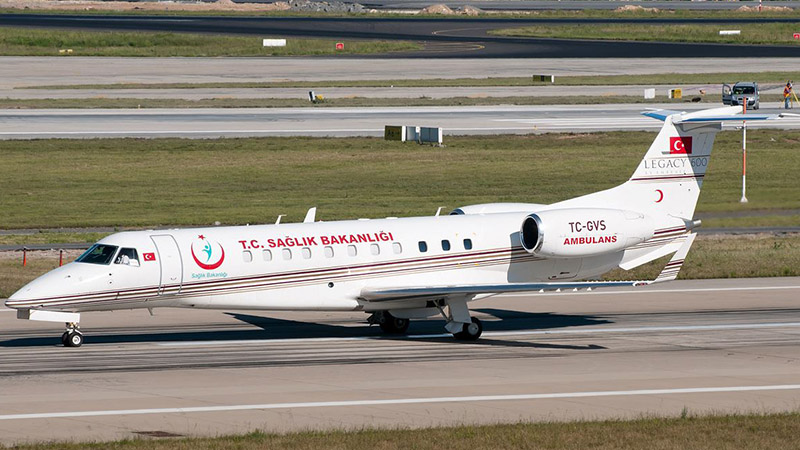 T.C. SAĞLIK BAKANLIĞI
Sağlık Bakanlığı
LEGACY 600
TC-GVS
AMBULANS